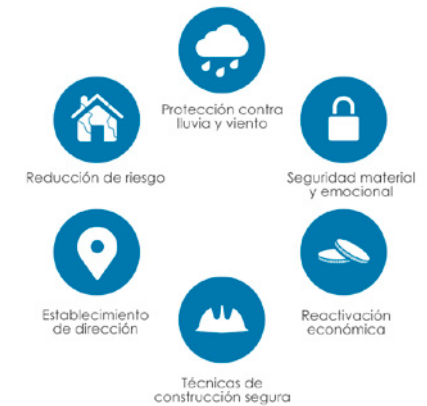 Protección contra
lluvia y viento
Reducción de riesgo
Seguridad material
y emocional
Establecimiento
de dirección
Reactivación
económica
Técnicas de
construcción segura